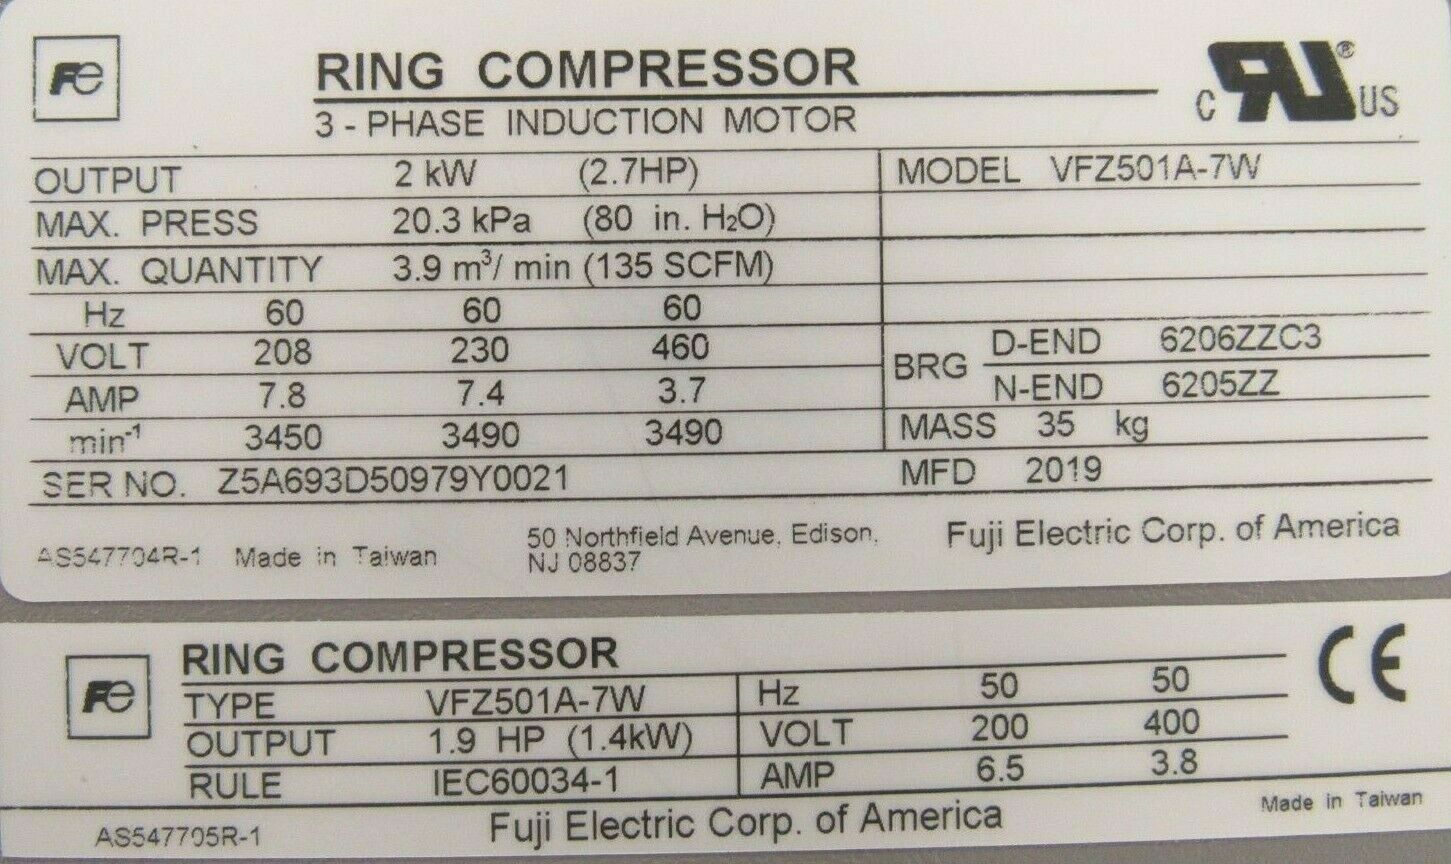 Fe
RING COMPRESSOR
3 - PHASE INDUCTION MOTOR
C RU ® US
OUTPUT 2 kW (2.7HP) MODEL VFZ501A-7W
MAX. PRESS 20.3 kPa (80 in. H₂O)
MAX. QUANTITY 3.9 m³/ min (135 SCFM)
Hz 60 60 60
VOLT 208 230 460
BRG D-END 6206ZZC3
AMP 7.8 7.4 3.7
N-END 6205ZZ
min⁻¹ 3450 3490 3490
MASS 35 kg
SER NO. Z5A693D50979Y0021
MFD 2019
AS547704R-1 Made in Taiwan
50 Northfield Avenue, Edison,
NJ 08837
Fuji Electric Corp. of America
Fe
RING COMPRESSOR
CE
TYPE VFZ501A-7W Hz 50 50
OUTPUT 1.9 HP (1.4kW) VOLT 200 400
RULE IEC60034-1 AMP 6.5 3.8
AS547705R-1
Fuji Electric Corp. of America
Made in Taiwan